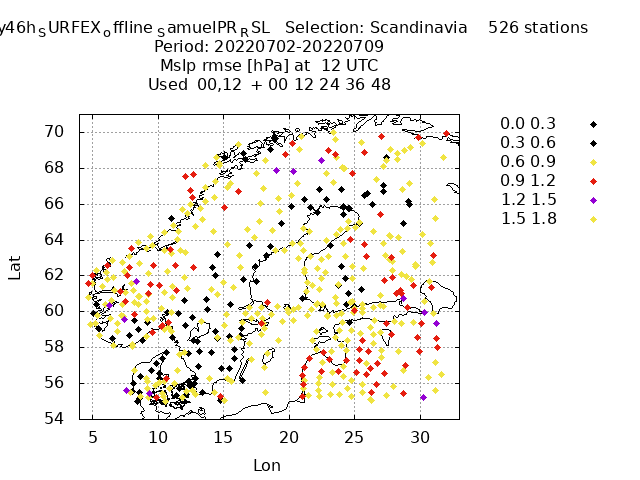 y46hSURFEXoffline SamuelPRRSL Selection: Scandinavia 526 stations
Period: 20220702-20220709
Mslp rmse [hPa] at 12 UTC
Used 00,12 + 00 12 24 36 48
70
68
66
64
62
60
58
56
54
Lat
5 10 15 20 25 30
Lon
0.0 0.3
0.3 0.6
0.6 0.9
0.9 1.2
1.2 1.5
1.5 1.8